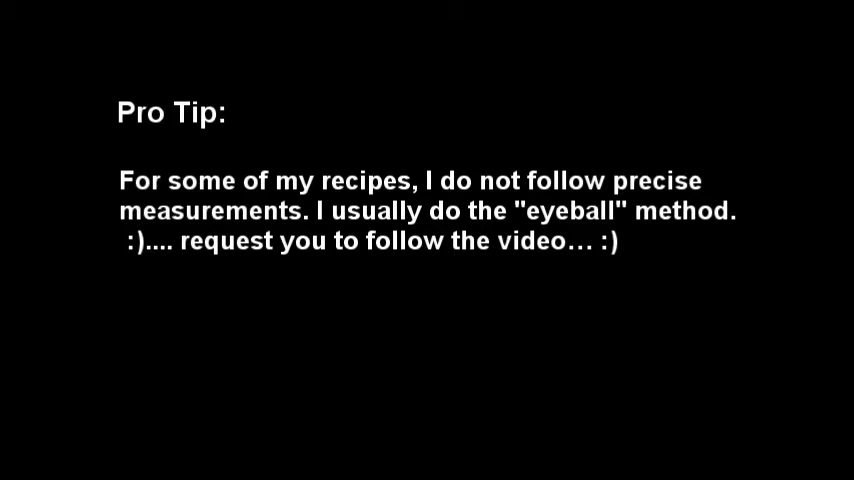 Pro Tip:
For some of my recipes, I do not follow precise
measurements. I usually do the "eyeball" method.
:).... request you to follow the video... :)